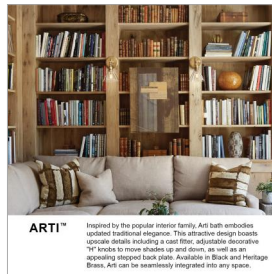 ARTI™
Inspired by the popular interior family, Arti bath embodies
updated traditional elegance. This attractive design boasts
upscale details including a cast fitter, adjustable decorative
"H" knobs to move shades up and down, as well as an
appealing stepped back plate. Available in Black and Heritage
Brass, Arti can be seamlessly integrated into any space.